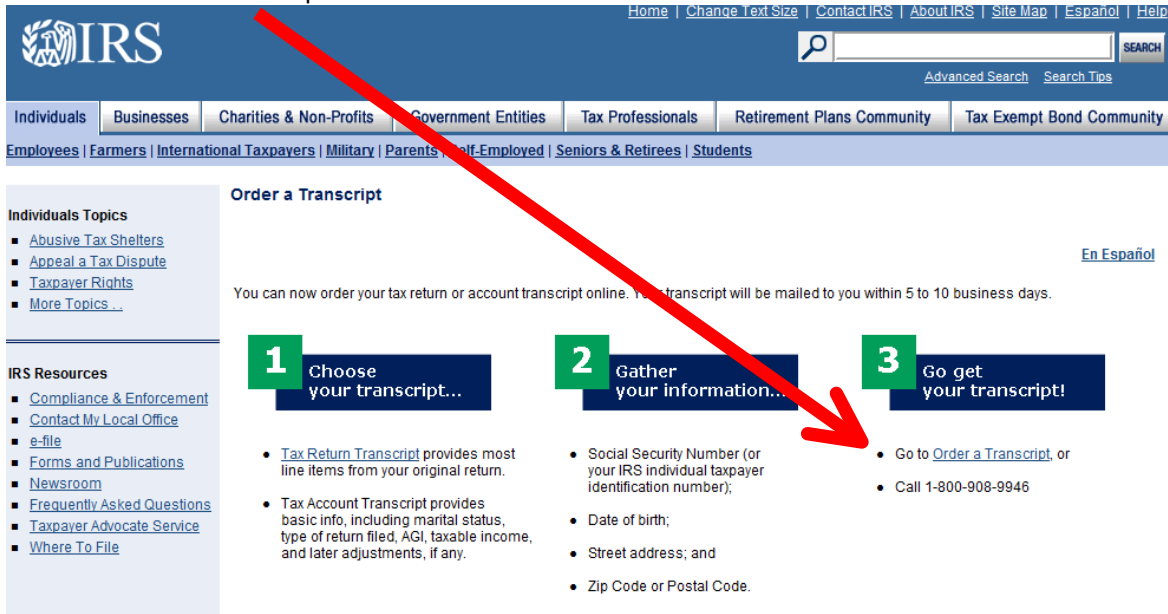 Home | Change Text Size | Contact IRS | About IRS | Site Map | Español | Help
IRS
SEARCH
Advanced Search Search Tips
Individuals Businesses Charities & Non-Profits Government Entities Tax Professionals Retirement Plans Community Tax Exempt Bond Community
Employees | Farmers | International Taxpayers | Military | Parents | Self-Employed | Seniors & Retirees | Students
Order a Transcript
Individuals Topics
Abusive Tax Shelters
Appeal a Tax Dispute
Taxpayer Rights
More Topics . .
En Español
You can now order your tax return or account transcript online. Your transcript will be mailed to you within 5 to 10 business days.
IRS Resources
Compliance & Enforcement
Contact My Local Office
e-file
Forms and Publications
Newsroom
Frequently Asked Questions
Taxpayer Advocate Service
Where To File
1 Choose
your transcript...
Tax Return Transcript provides most
line items from your original return.
Tax Account Transcript provides
basic info, including marital status,
type of return filed, AGI, taxable income,
and later adjustments, if any.
2 Gather
your information...
Social Security Number (or
your IRS individual taxpayer
identification number);
Date of birth;
Street address; and
Zip Code or Postal Code.
3 Go get
your transcript!
Go to Order a Transcript, or
Call 1-800-908-9946